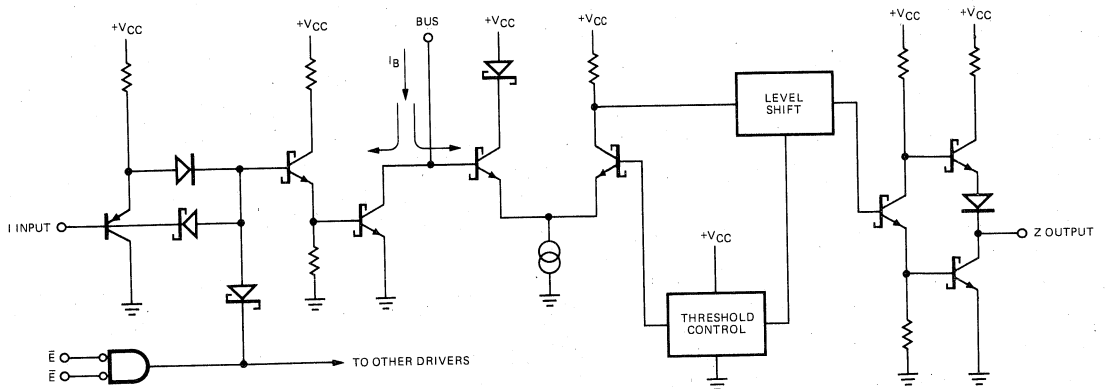 +VCC
+VCC
BUS
+VCC
+VCC
+VCC
+VCC
IB
LEVEL
SHIFT
I INPUT
+VCC
Z OUTPUT
THRESHOLD
CONTROL
E̅
E̅
TO OTHER DRIVERS